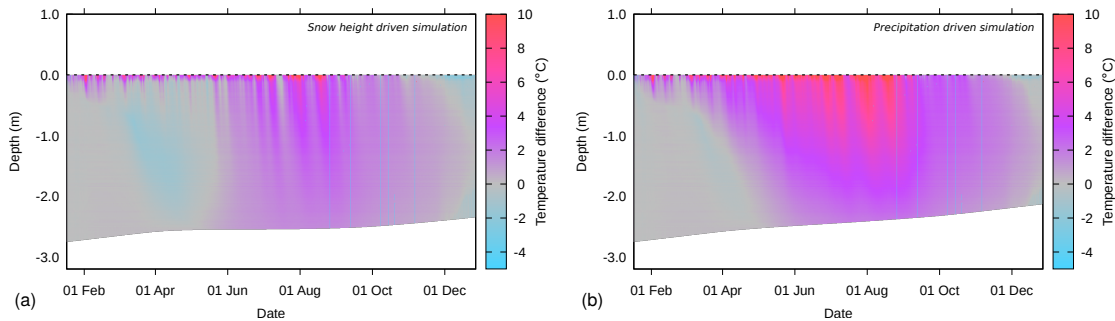 Snow height driven simulation
1.0
0.0
-1.0
-2.0
-3.0
Depth (m)
01 Feb 01 Apr 01 Jun 01 Aug 01 Oct 01 Dec
Date
(a)
10
8
6
4
2
0
-2
-4
Temperature difference (°C)
Precipitation driven simulation
1.0
0.0
-1.0
-2.0
-3.0
Depth (m)
01 Feb 01 Apr 01 Jun 01 Aug 01 Oct 01 Dec
Date
(b)
10
8
6
4
2
0
-2
-4
Temperature difference (°C)